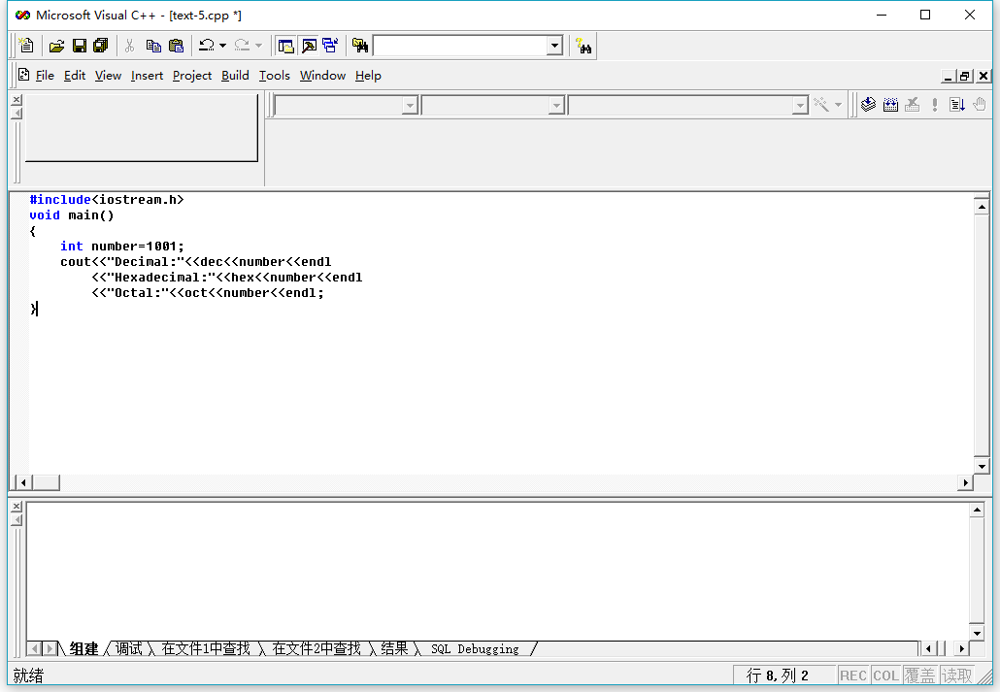 Microsoft Visual C++ - [text-5.cpp *]
File Edit View Insert Project Build Tools Window Help
#include<iostream.h>
void main()
{
    int number=1001;
    cout<<"Decimal:"<<dec<<number<<endl
        <<"Hexadecimal:"<<hex<<number<<endl
        <<"Octal:"<<oct<<number<<endl;
}
组建 调试 在文件1中查找 在文件2中查找 结果 SQL Debugging
就绪 行 8, 列 2 REC COL 覆盖 读取